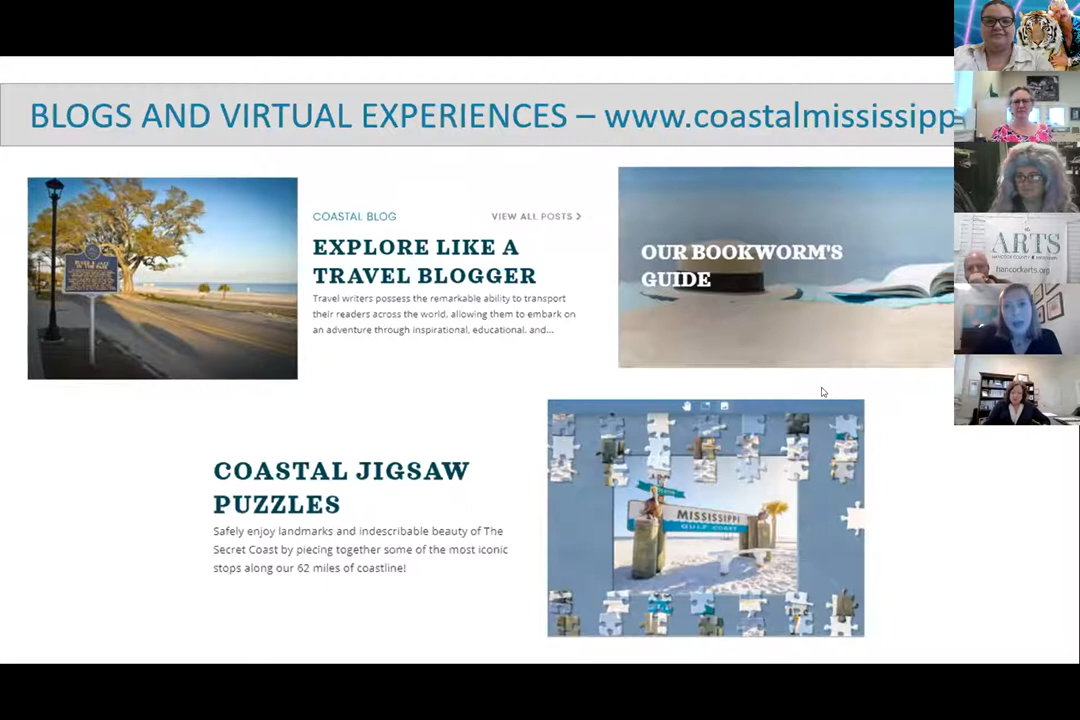 BLOGS AND VIRTUAL EXPERIENCES – www.coastalmississipp
COASTAL BLOG
VIEW ALL POSTS >
EXPLORE LIKE A
TRAVEL BLOGGER
Travel writers possess the remarkable ability to transport
their readers across the world, allowing them to embark on
an adventure through inspirational, educational, and...
OUR BOOKWORM'S
GUIDE
COASTAL JIGSAW
PUZZLES
Safely enjoy landmarks and indescribable beauty of The
Secret Coast by piecing together some of the most iconic
stops along our 62 miles of coastline!
MISSISSIPPI
GULF COAST
the
ARTS
HANCOCK COUNTY
hancockarts.org